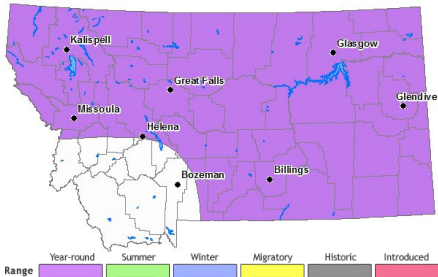 Kalispell
Glasgow
Great Falls
Glendive
Missoula
Helena
Billings
Bozeman
Year-round Summer Winter Migratory Historic Introduced
Range